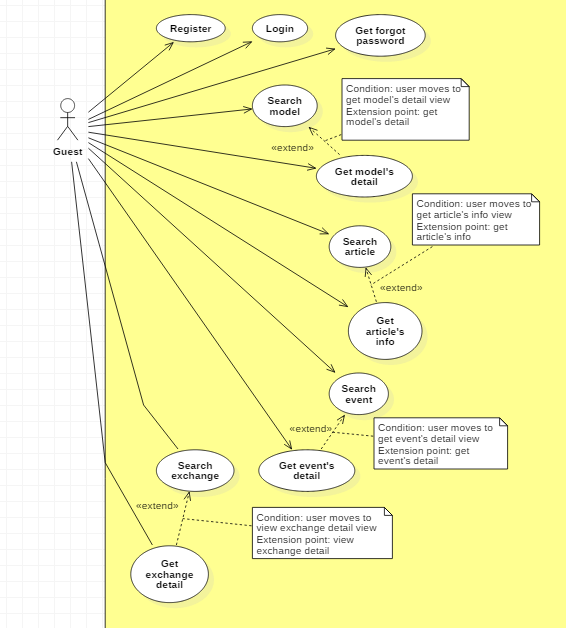 Register
Login
Get forgot
password
Search
model
Condition: user moves to
get model's detail view
Extension point: get
model's detail
«extend»
Guest
Get model's
detail
Condition: user moves to
get article's info view
Extension point: get
article's info
Search
article
«extend»
Get
article's
info
Search
event
«extend»
Condition: user moves to
get event's detail view
Extension point: get
event's detail
Search
exchange
Get event's
detail
«extend»
Condition: user moves to
view exchange detail view
Extension point: view
exchange detail
Get
exchange
detail